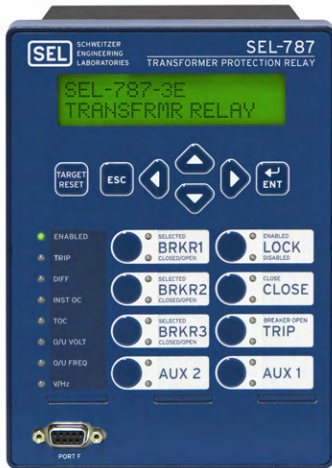 SEL
SCHWEITZER
ENGINEERING
LABORATORIES
SEL-787
TRANSFORMER PROTECTION RELAY
SEL-787-3E
TRANSFRMR RELAY
TARGET
RESET
ESC
ENT
ENABLED
TRIP
DIFF
INST OC
TOC
O/U VOLT
O/U FREQ
V/Hz
SELECTED
BRKR1
CLOSED/OPEN
ENABLED
LOCK
DISABLED
SELECTED
BRKR2
CLOSED/OPEN
CLOSE
CLOSE
SELECTED
BRKR3
CLOSED/OPEN
BREAKER OPEN
TRIP
AUX 2
AUX 1
PORT F